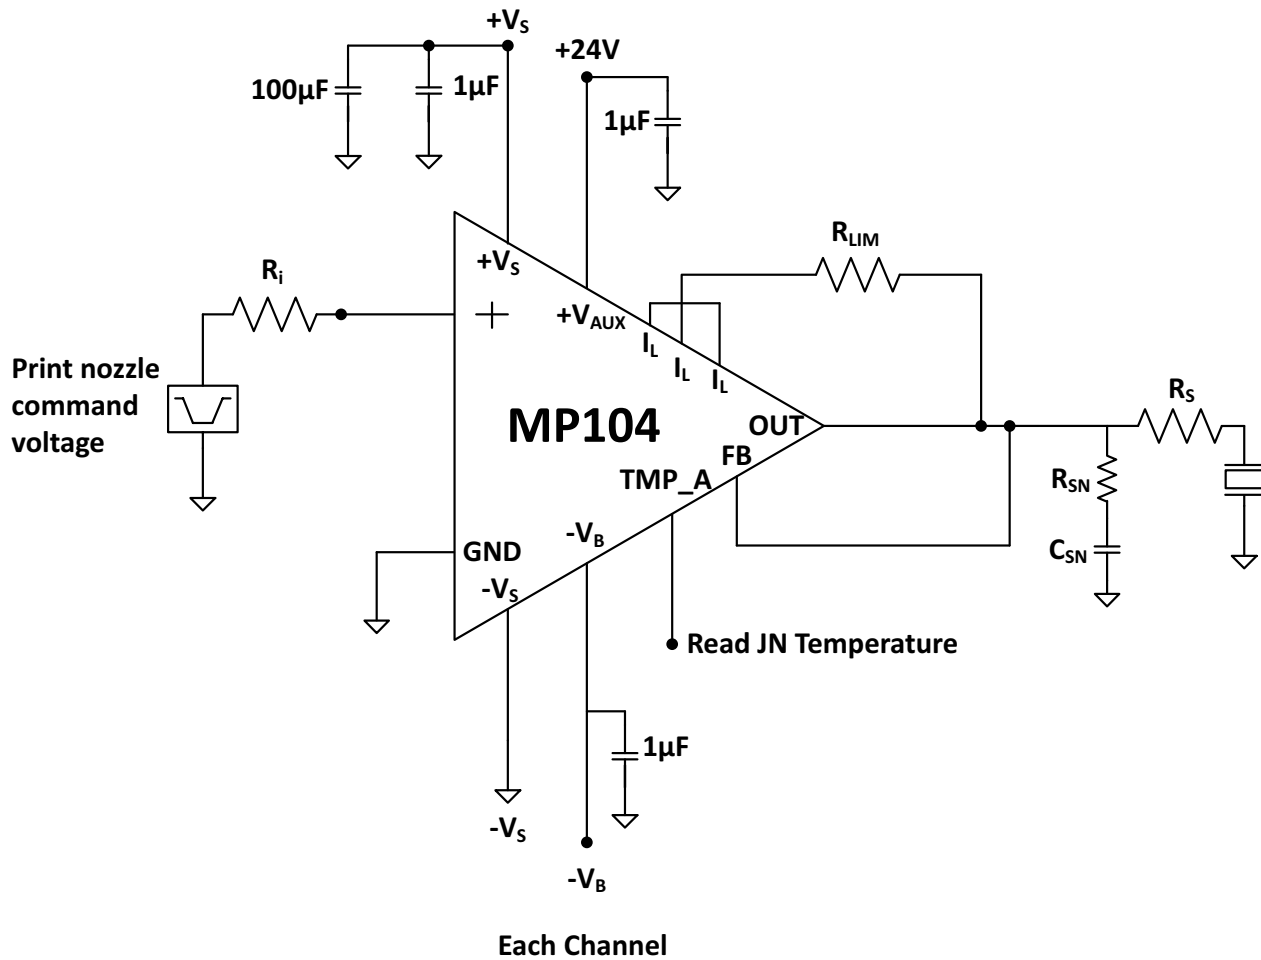 +VS
+24V
100µF
1µF
1µF
RLIM
Ri
+VS
+VAUX
IL
IL
IL
Print nozzle
command
voltage
RS
MP104
OUT
FB
TMP_A
RSN
-VB
GND
CSN
-VS
Read JN Temperature
1µF
-VS
-VB
Each Channel